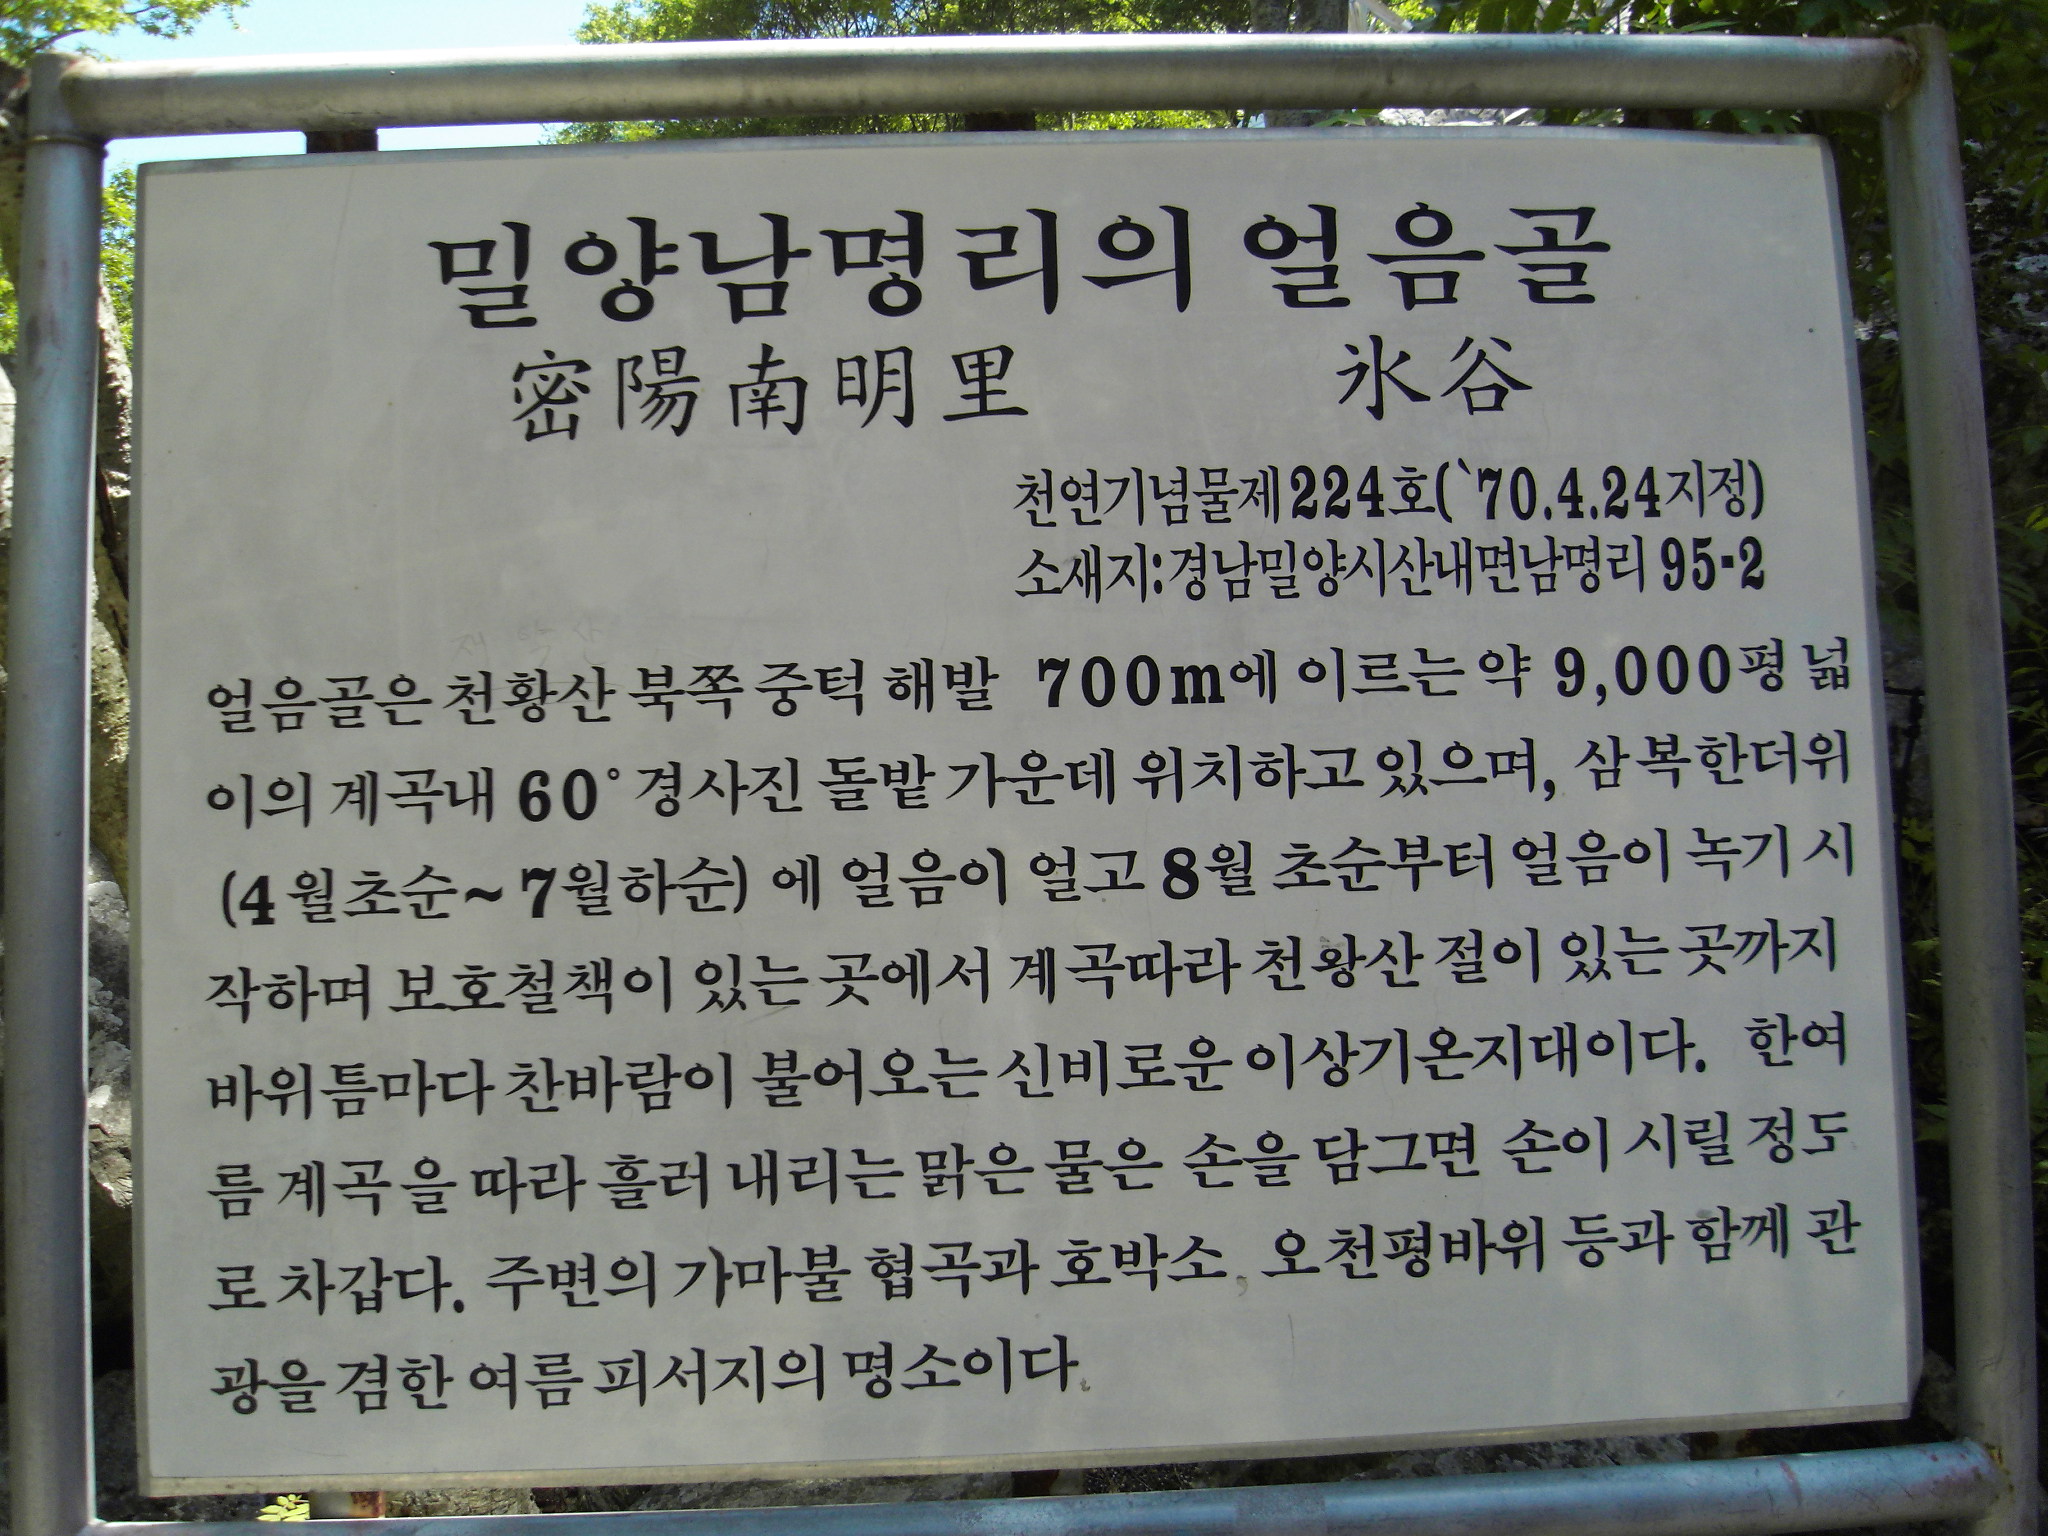 밀양남명리의 얼음골
密陽南明里 氷谷
천연기념물제224호(`70.4.24지정)
소새지:경남밀양시산내면남명리 95-2
얼음골은 천황산 북쪽 중턱 해발 700m에 이르는 약 9,000평 넓
이의 계곡내 60° 경사진 돌밭 가운데 위치하고 있으며, 삼복한더위
(4월초순~7월하순) 에 얼음이 얼고 8월 초순부터 얼음이 녹기 시
작하며 보호철책이 있는 곳에서 계곡따라 천왕산 절이 있는 곳까지
바위틈마다 찬바람이 불어오는 신비로운 이상기온지대이다. 한여
름 계곡을 따라 흘러 내리는 맑은 물은 손을 담그면 손이 시릴 정도
로 차갑다. 주변의 가마불 협곡과 호박소, 오천평바위 등과 함께 관
광을 겸한 여름 피서지의 명소이다.